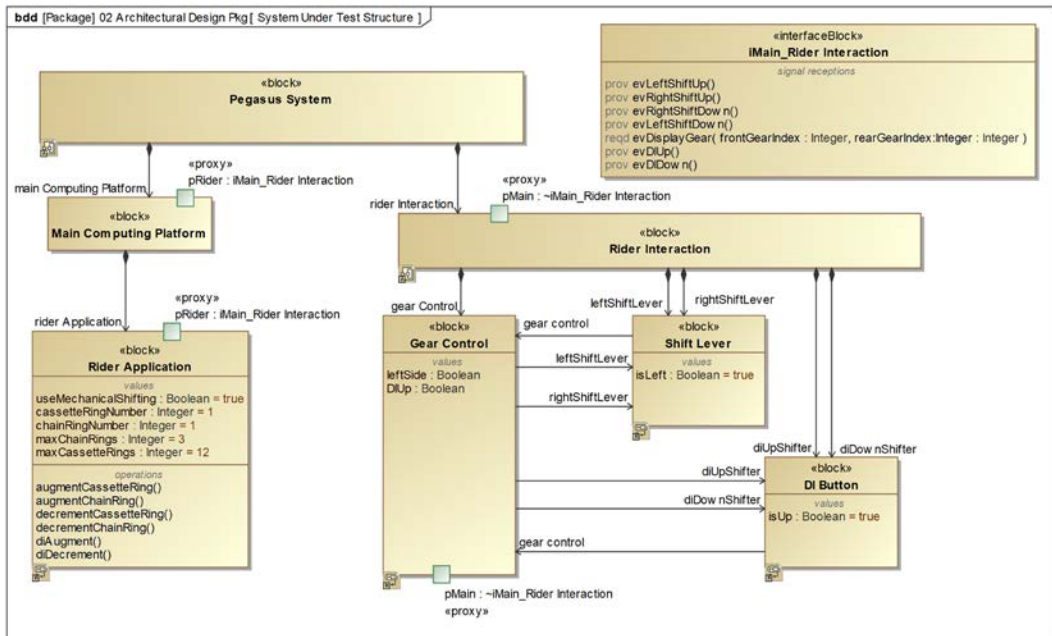 bdd [Package] 02 Architectural Design Pkg [ System Under Test Structure ]
«block»
Pegasus System
«interfaceBlock»
iMain_Rider Interaction
signal receptions
prov evLeftShiftUp()
prov evRightShiftUp()
prov evRightShiftDow n()
prov evLeftShiftDow n()
reqd evDisplayGear( frontGearIndex : Integer, rearGearIndex:Integer : Integer )
prov evDIUp()
prov evDIDow n()
«proxy»
pRider : iMain_Rider Interaction
main Computing Platform
«block»
Main Computing Platform
«proxy»
pMain : ~iMain_Rider Interaction
rider Interaction
«block»
Rider Interaction
«proxy»
pRider : iMain_Rider Interaction
rider Application
«block»
Rider Application
values
useMechanicalShifting : Boolean = true
cassetteRingNumber : Integer = 1
chainRingNumber : Integer = 1
maxChainRings : Integer = 3
maxCassetteRings : Integer = 12
operations
augmentCassetteRing()
augmentChainRing()
decrementCassetteRing()
decrementChainRing()
diAugment()
diDecrement()
gear Control
«block»
Gear Control
values
leftSide : Boolean
DIUp : Boolean
leftShiftLever
rightShiftLever
«block»
Shift Lever
values
isLeft : Boolean = true
gear control
leftShiftLever
rightShiftLever
diUpShifter
diDow nShifter
«block»
DI Button
values
isUp : Boolean = true
diUpShifter
diDow nShifter
gear control
pMain : ~iMain_Rider Interaction
«proxy»